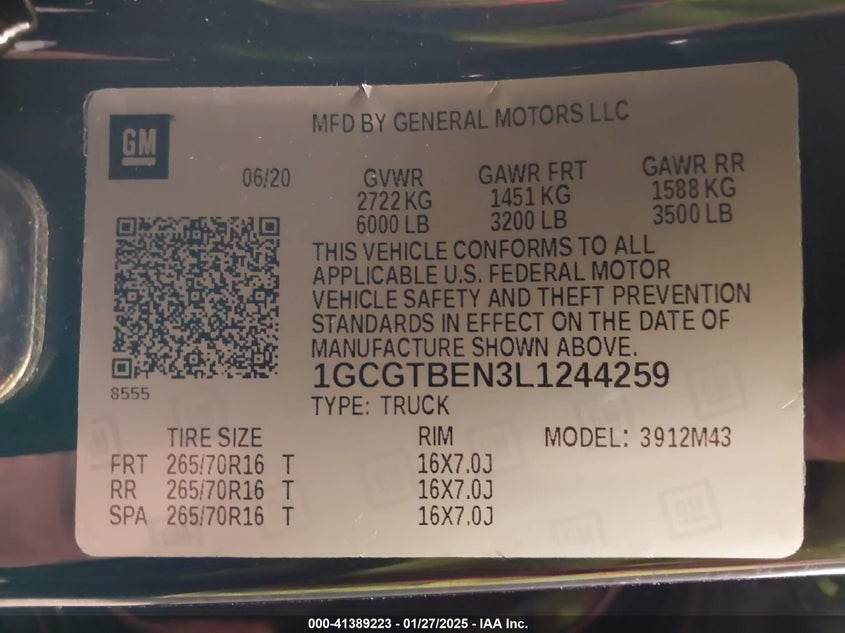 GM
MFD BY GENERAL MOTORS LLC
06/20
GVWR GAWR FRT GAWR RR
2722 KG 1451 KG 1588 KG
6000 LB 3200 LB 3500 LB
THIS VEHICLE CONFORMS TO ALL
APPLICABLE U.S. FEDERAL MOTOR
VEHICLE SAFETY AND THEFT PREVENTION
STANDARDS IN EFFECT ON THE DATE OF
MANUFACTURE SHOWN ABOVE.
8555
1GCGTBEN3L1244259
TYPE: TRUCK
TIRE SIZE RIM MODEL: 3912M43
FRT 265/70R16 T 16X7.0J
RR 265/70R16 T 16X7.0J
SPA 265/70R16 T 16X7.0J
000-41389223 - 01/27/2025 - IAA Inc.